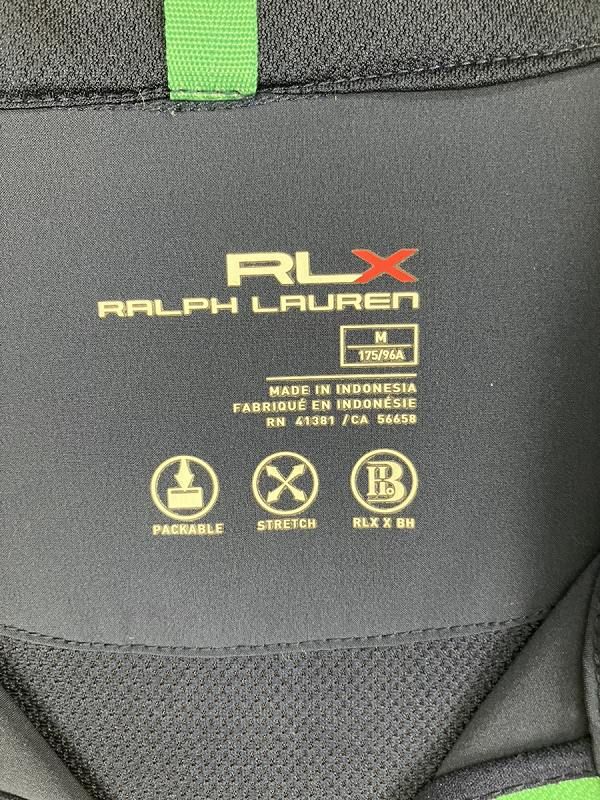 RLX
RALPH LAUREN
M
175/96A
MADE IN INDONESIA
FABRIQUÉ EN INDONÉSIE
RN 41381 /CA 56658
PACKABLE
STRETCH
RLX X BH